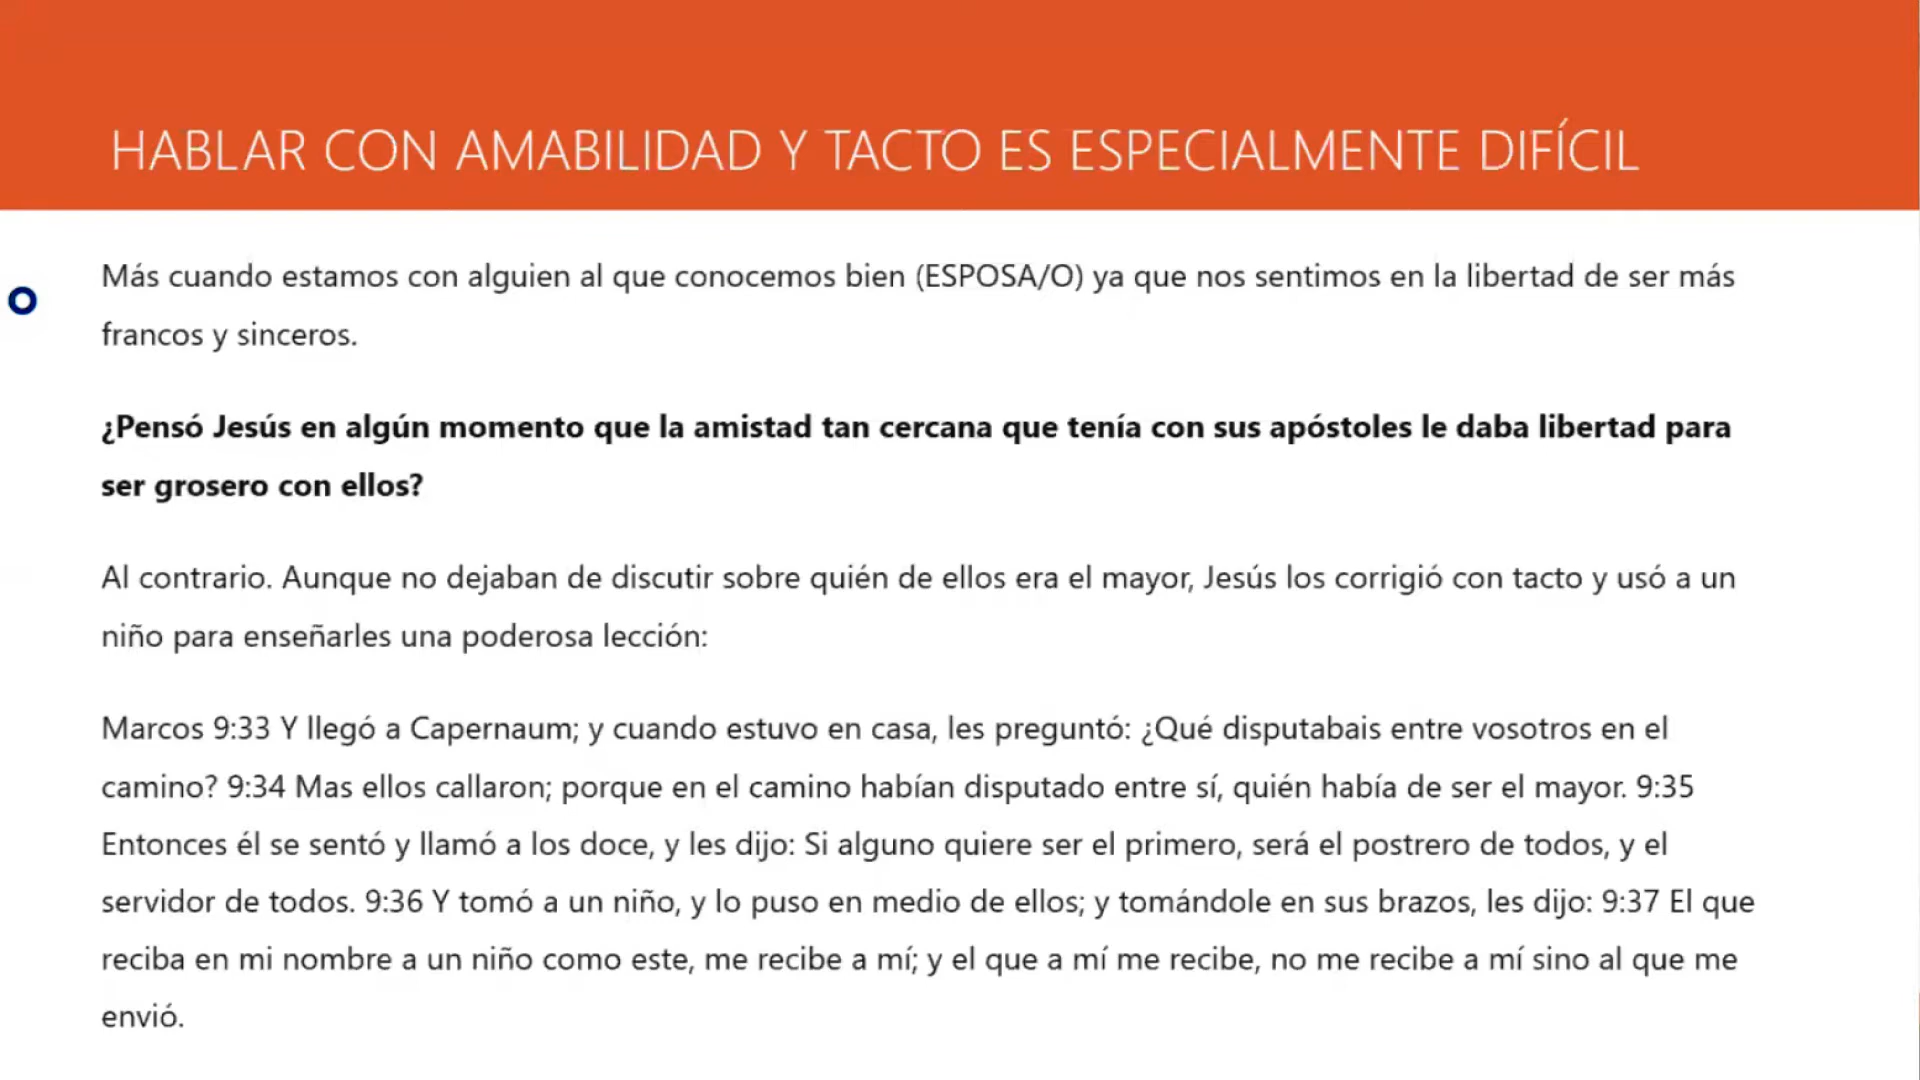 HABLAR CON AMABILIDAD Y TACTO ES ESPECIALMENTE DIFÍCIL
Más cuando estamos con alguien al que conocemos bien (ESPOSA/O) ya que nos sentimos en la libertad de ser más
francos y sinceros.
¿Pensó Jesús en algún momento que la amistad tan cercana que tenía con sus apóstoles le daba libertad para
ser grosero con ellos?
Al contrario. Aunque no dejaban de discutir sobre quién de ellos era el mayor, Jesús los corrigió con tacto y usó a un
niño para enseñarles una poderosa lección:
Marcos 9:33 Y llegó a Capernaum; y cuando estuvo en casa, les preguntó: ¿Qué disputabais entre vosotros en el
camino? 9:34 Mas ellos callaron; porque en el camino habían disputado entre sí, quién había de ser el mayor. 9:35
Entonces él se sentó y llamó a los doce, y les dijo: Si alguno quiere ser el primero, será el postrero de todos, y el
servidor de todos. 9:36 Y tomó a un niño, y lo puso en medio de ellos; y tomándole en sus brazos, les dijo: 9:37 El que
reciba en mi nombre a un niño como este, me recibe a mí; y el que a mí me recibe, no me recibe a mí sino al que me
envió.